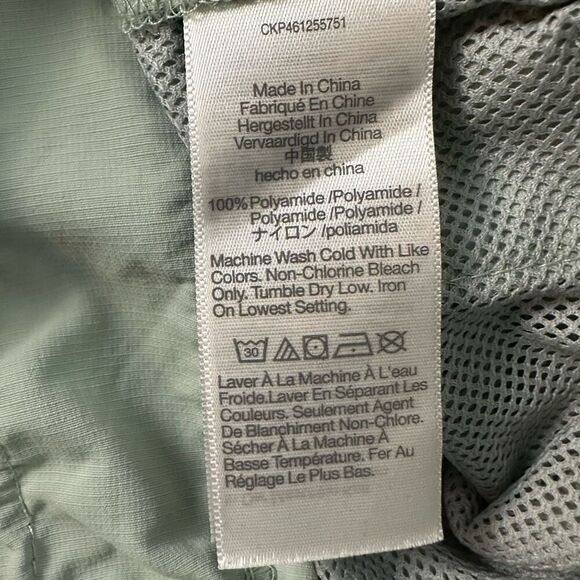 CKP461255751
Made In China
Fabriqué En Chine
Hergestellt In China
Vervaardigd In China
中国製
hecho en china
100% Polyamide /Polyamide /
Polyamide /Polyamide /
ナイロン /poliamida
Machine Wash Cold With Like
Colors. Non-Chlorine Bleach
Only. Tumble Dry Low. Iron
On Lowest Setting.
30
Laver À La Machine À L'eau
Froide.Laver En Séparant Les
Couleurs. Seulement Agent
De Blanchiment Non-Chlore.
Sécher À La Machine À
Basse Température. Fer Au
Réglage Le Plus Bas.